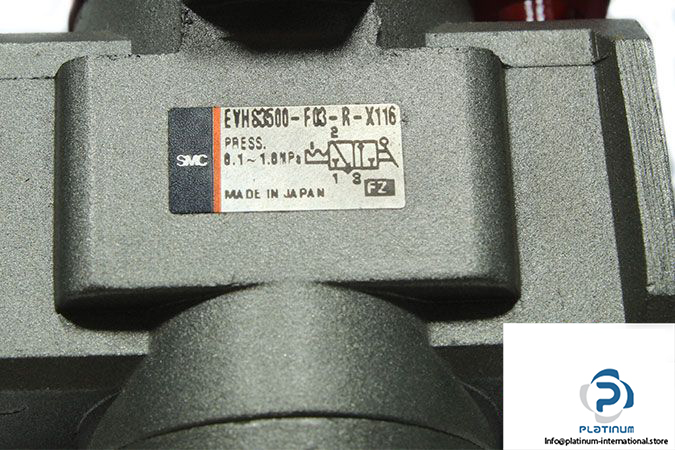 EVHS3500-F03-R-X116
PRESS.
0.1~1.0MPa
2
1 3
SMC
MADE IN JAPAN
FZ
PLATINUM
Info@platinum-international.store